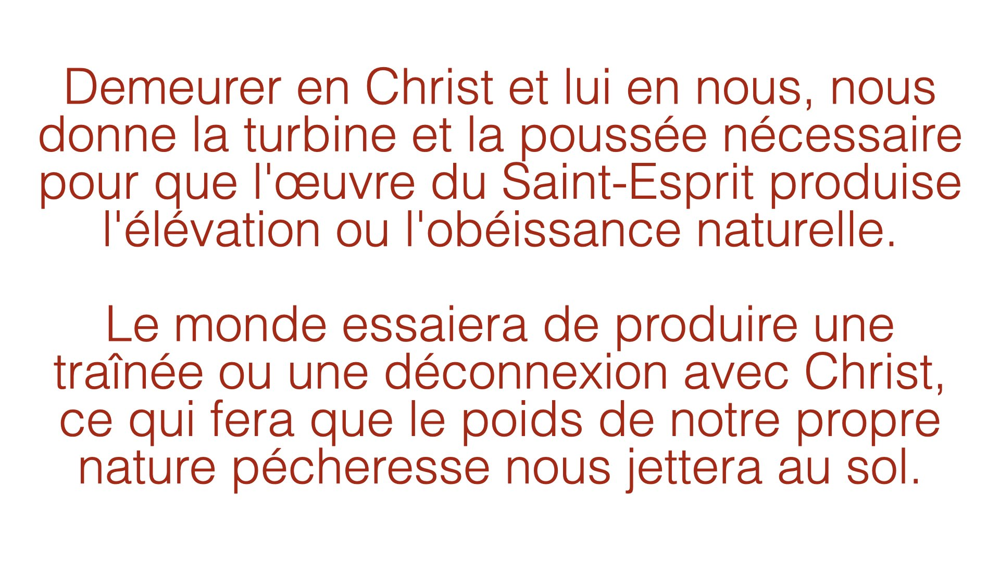 Demeurer en Christ et lui en nous, nous
donne la turbine et la poussée nécessaire
pour que l'œuvre du Saint-Esprit produise
l'élévation ou l'obéissance naturelle.
Le monde essaiera de produire une
traînée ou une déconnexion avec Christ,
ce qui fera que le poids de notre propre
nature pécheresse nous jettera au sol.